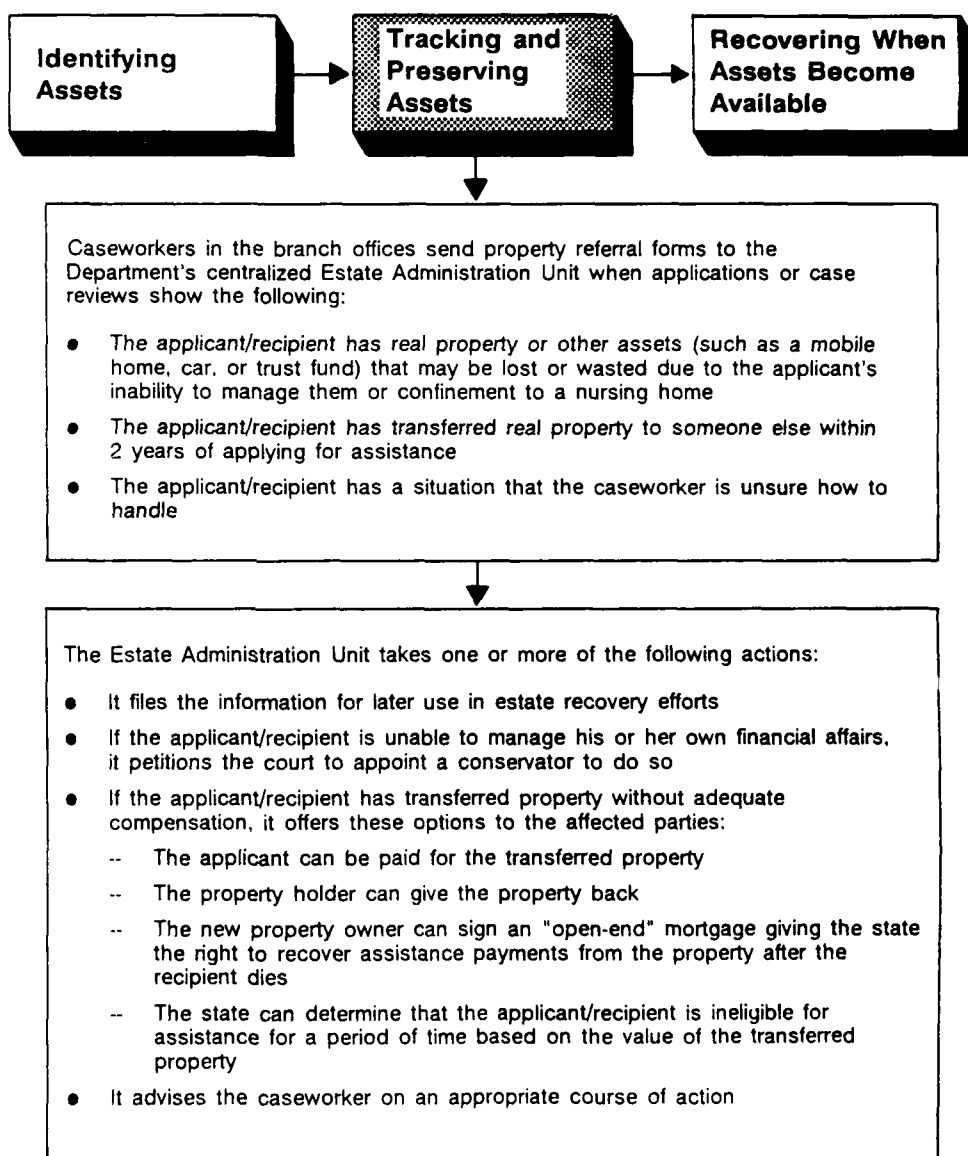 Identifying
Assets
Tracking and
Preserving
Assets
Recovering When
Assets Become
Available
Caseworkers in the branch offices send property referral forms to the
Department's centralized Estate Administration Unit when applications or case
reviews show the following:
● The applicant/recipient has real property or other assets (such as a mobile
home, car, or trust fund) that may be lost or wasted due to the applicant's
inability to manage them or confinement to a nursing home
● The applicant/recipient has transferred real property to someone else within
2 years of applying for assistance
● The applicant/recipient has a situation that the caseworker is unsure how to
handle
The Estate Administration Unit takes one or more of the following actions:
● It files the information for later use in estate recovery efforts
● If the applicant/recipient is unable to manage his or her own financial affairs,
it petitions the court to appoint a conservator to do so
● If the applicant/recipient has transferred property without adequate
compensation, it offers these options to the affected parties:
-- The applicant can be paid for the transferred property
-- The property holder can give the property back
-- The new property owner can sign an "open-end" mortgage giving the state
the right to recover assistance payments from the property after the
recipient dies
-- The state can determine that the applicant/recipient is ineligible for
assistance for a period of time based on the value of the transferred
property
● It advises the caseworker on an appropriate course of action